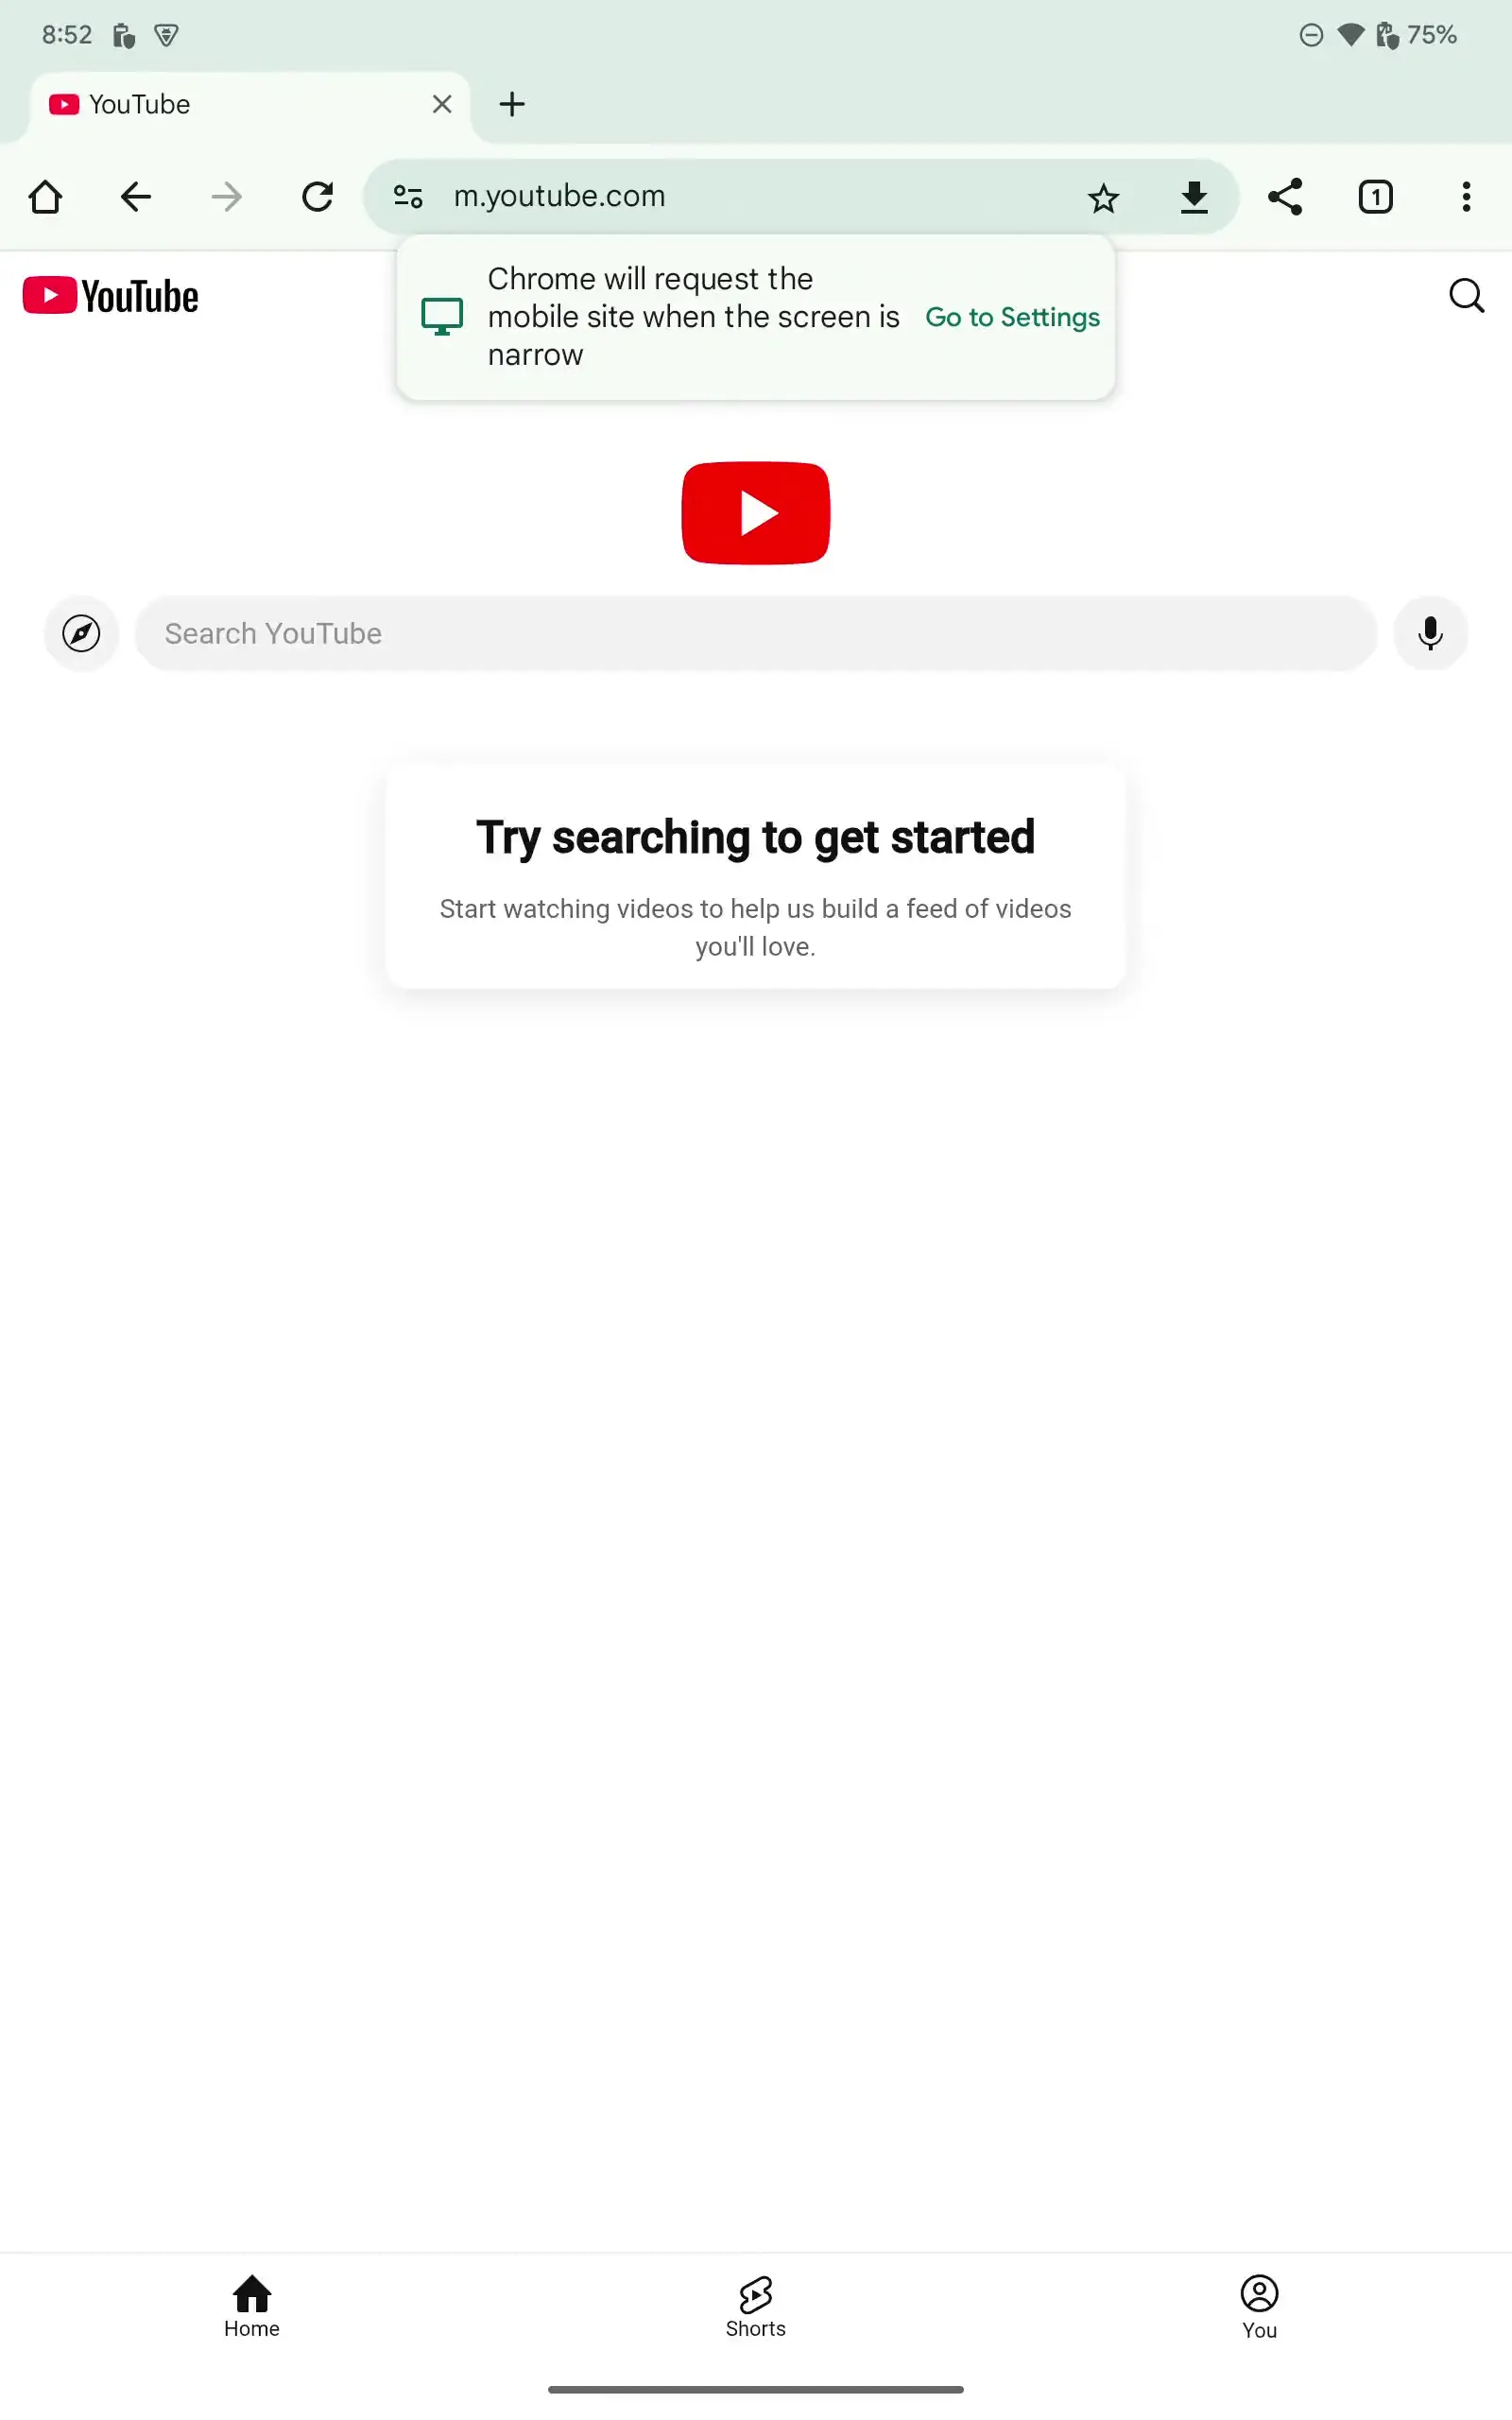 8:52
75%
YouTube
m.youtube.com
1
YouTube
Chrome will request the
mobile site when the screen is
narrow
Go to Settings
Search YouTube
Try searching to get started
Start watching videos to help us build a feed of videos
you'll love.
Home
Shorts
You